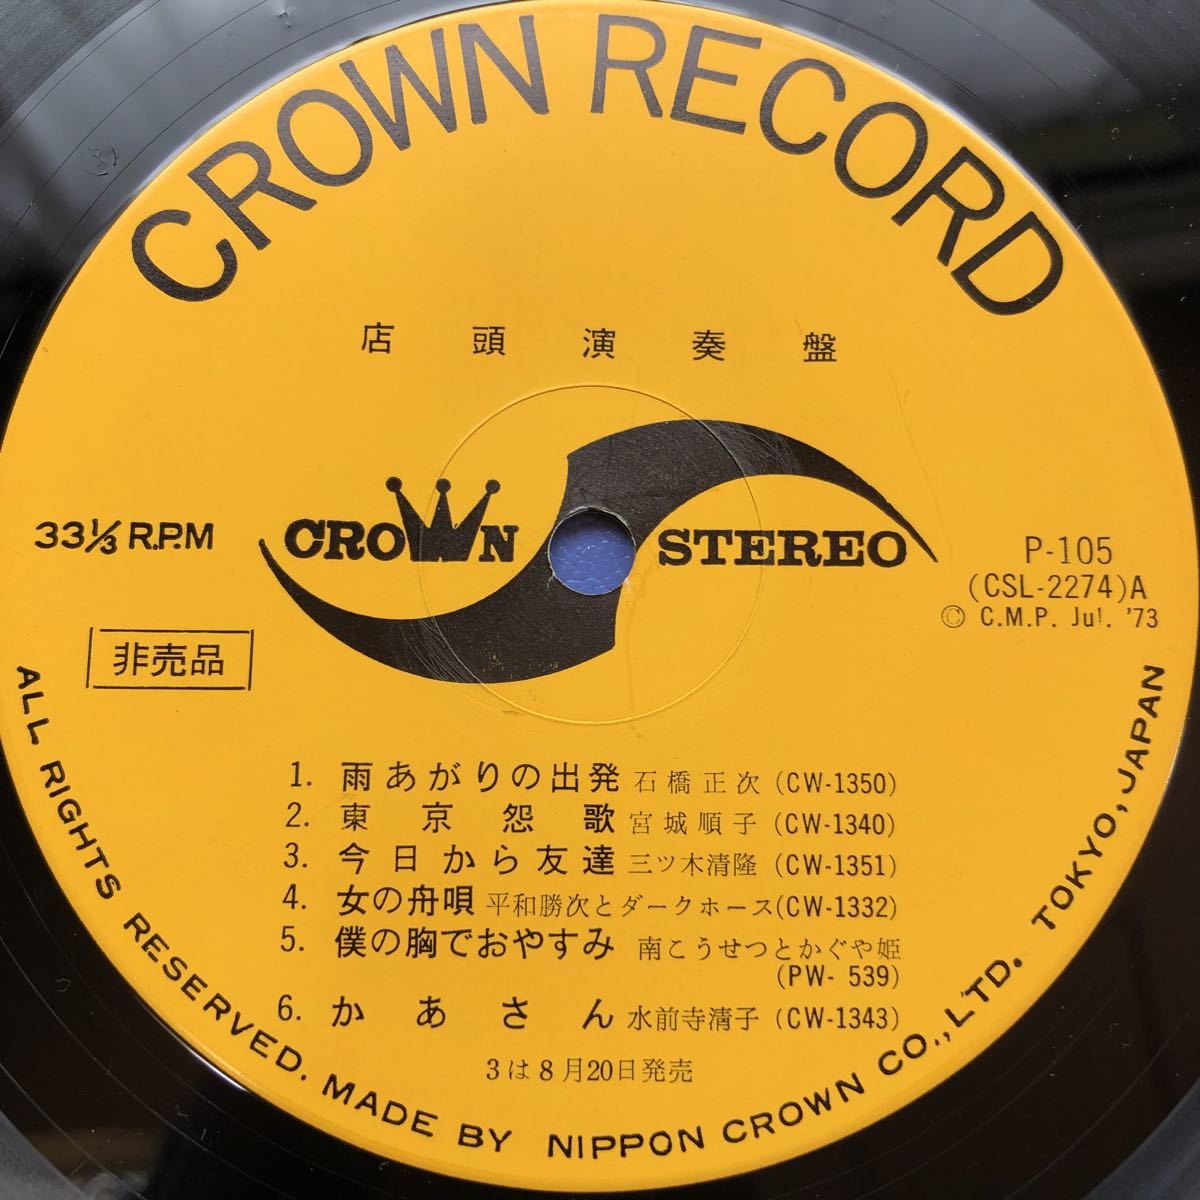 CROWN RECORD
店頭演奏盤
33⅓ R.P.M
CROWN STEREO
P-105
(CSL-2274)A
© C.M.P. Jul. '73
非売品
1. 雨あがりの出発 石橋正次 (CW-1350)
2. 東京怨歌 宮城順子 (CW-1340)
3. 今日から友達 三ツ木清隆 (CW-1351)
4. 女の舟唄 平和勝次とダークホース(CW-1332)
5. 僕の胸でおやすみ 南こうせつとかぐや姫
(PW- 539)
6. かあさん 水前寺清子 (CW-1343)
3は8月20日発売
ALL RIGHTS RESERVED. MADE BY NIPPON CROWN CO., LTD. TOKYO, JAPAN